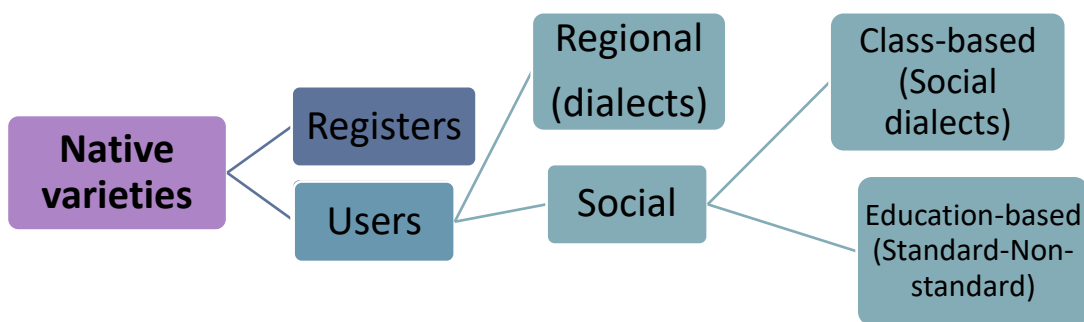 Native
varieties
Registers
Users
Regional
(dialects)
Social
Class-based
(Social
dialects)
Education-based
(Standard-Non-
standard)